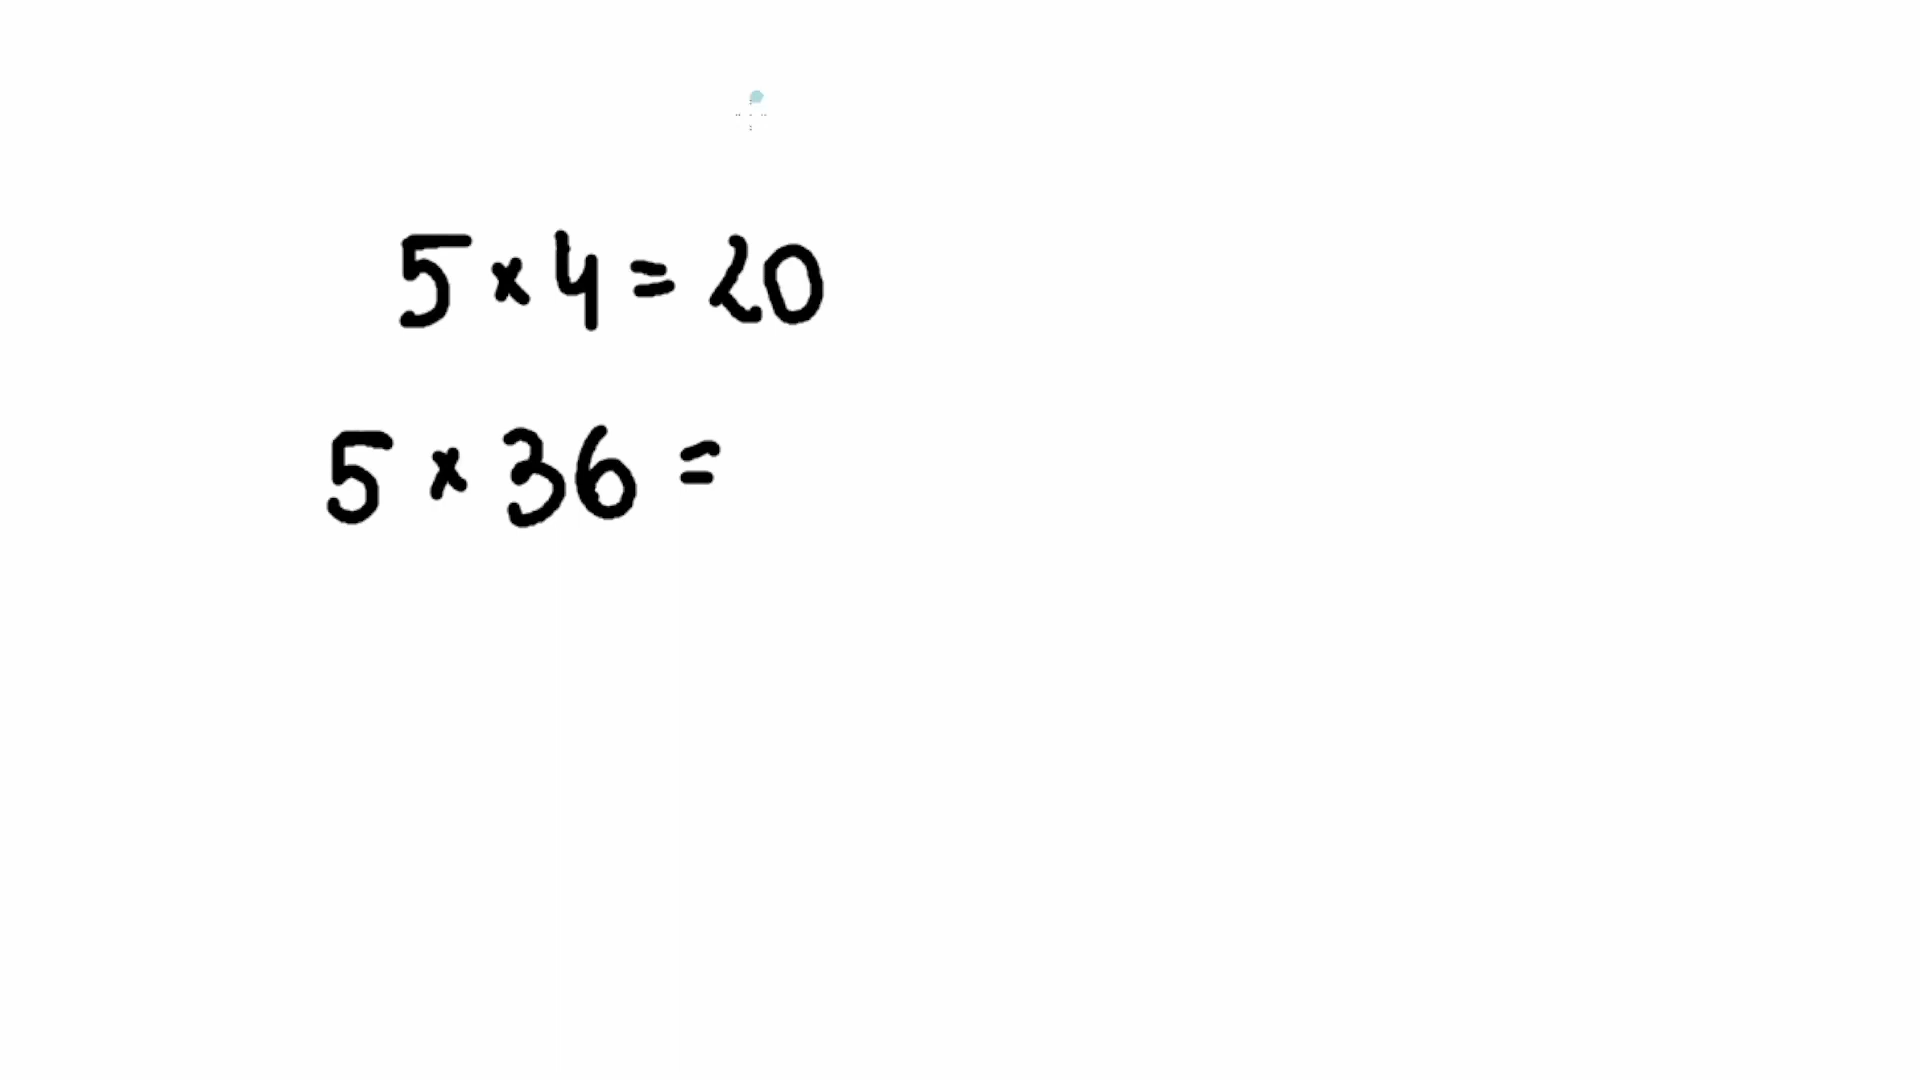 5 × 4 = 20
5 × 36 =